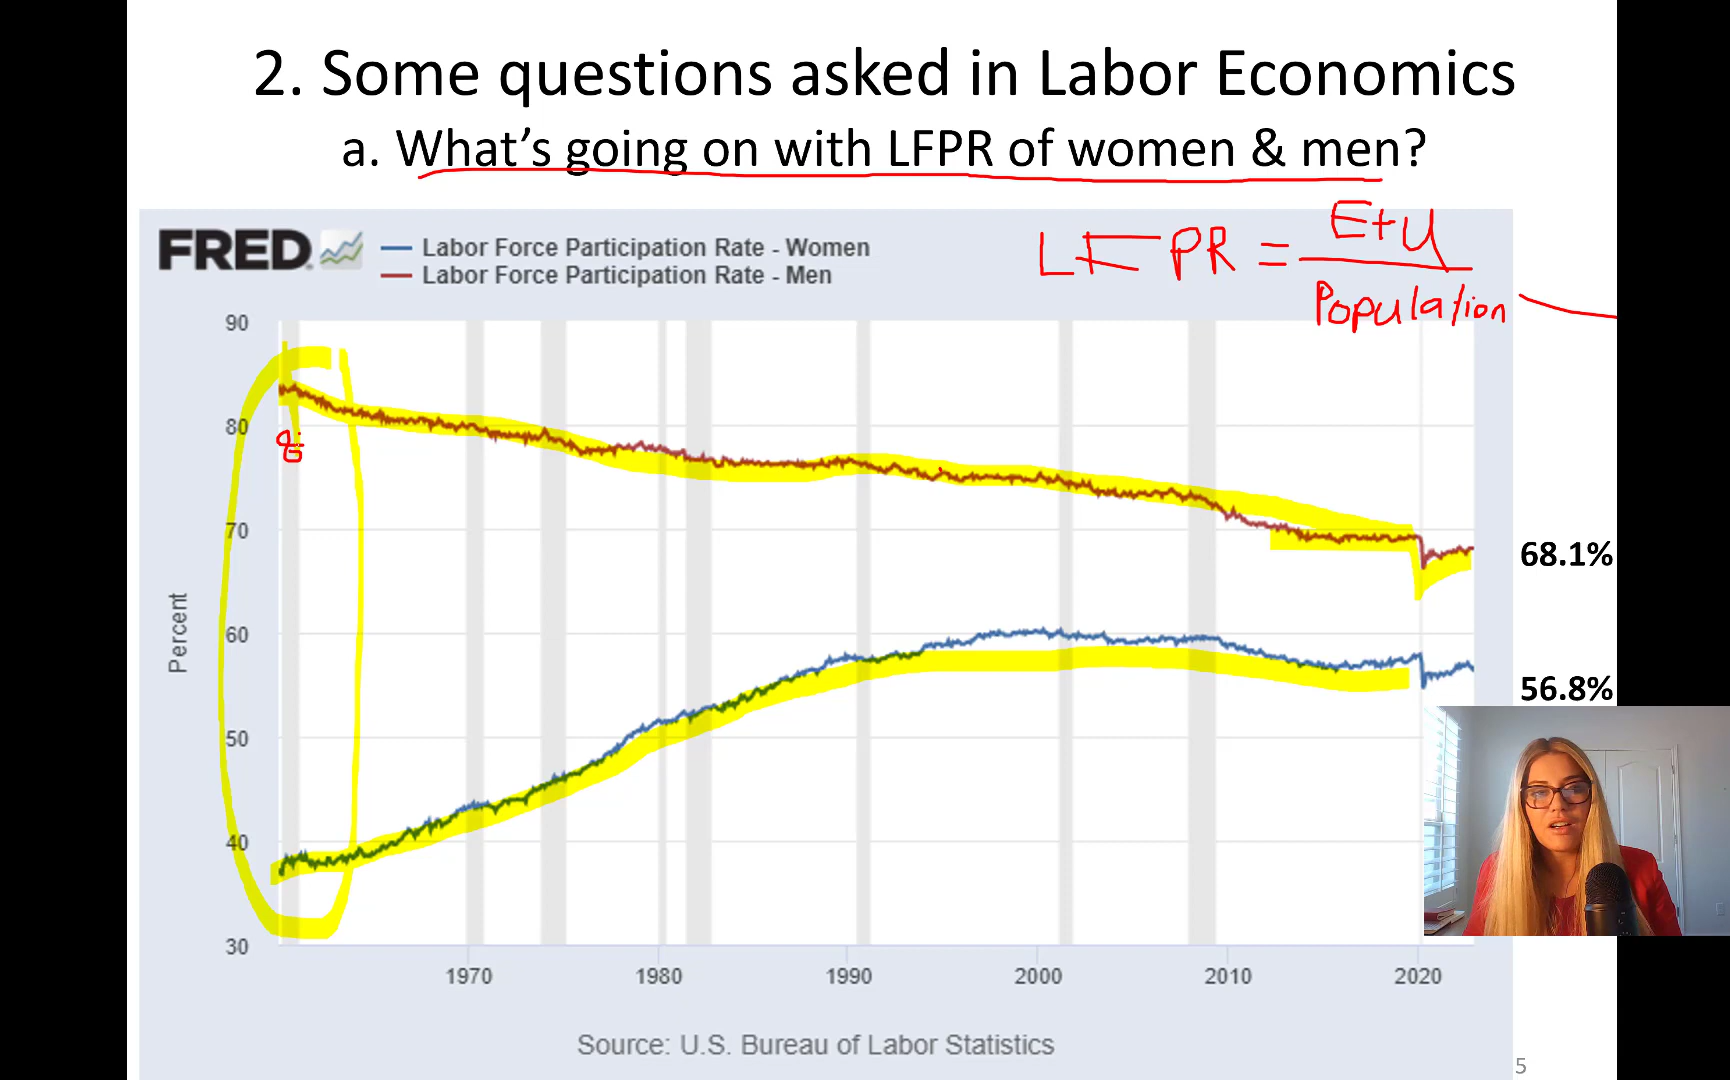 2. Some questions asked in Labor Economics
a. What's going on with LFPR of women & men?
FRED
Labor Force Participation Rate - Women
Labor Force Participation Rate - Men
LFPR = E+U
Population
90
80
70
60
50
40
30
Percent
68.1%
56.8%
1970 1980 1990 2000 2010 2020
Source: U.S. Bureau of Labor Statistics
5